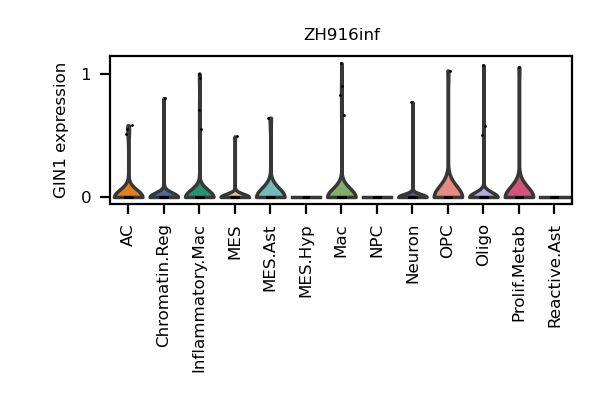 ZH916inf
GIN1 expression
1
0
AC
Chromatin.Reg
Inflammatory.Mac
MES
MES.Ast
MES.Hyp
Mac
NPC
Neuron
OPC
Oligo
Prolif.Metab
Reactive.Ast